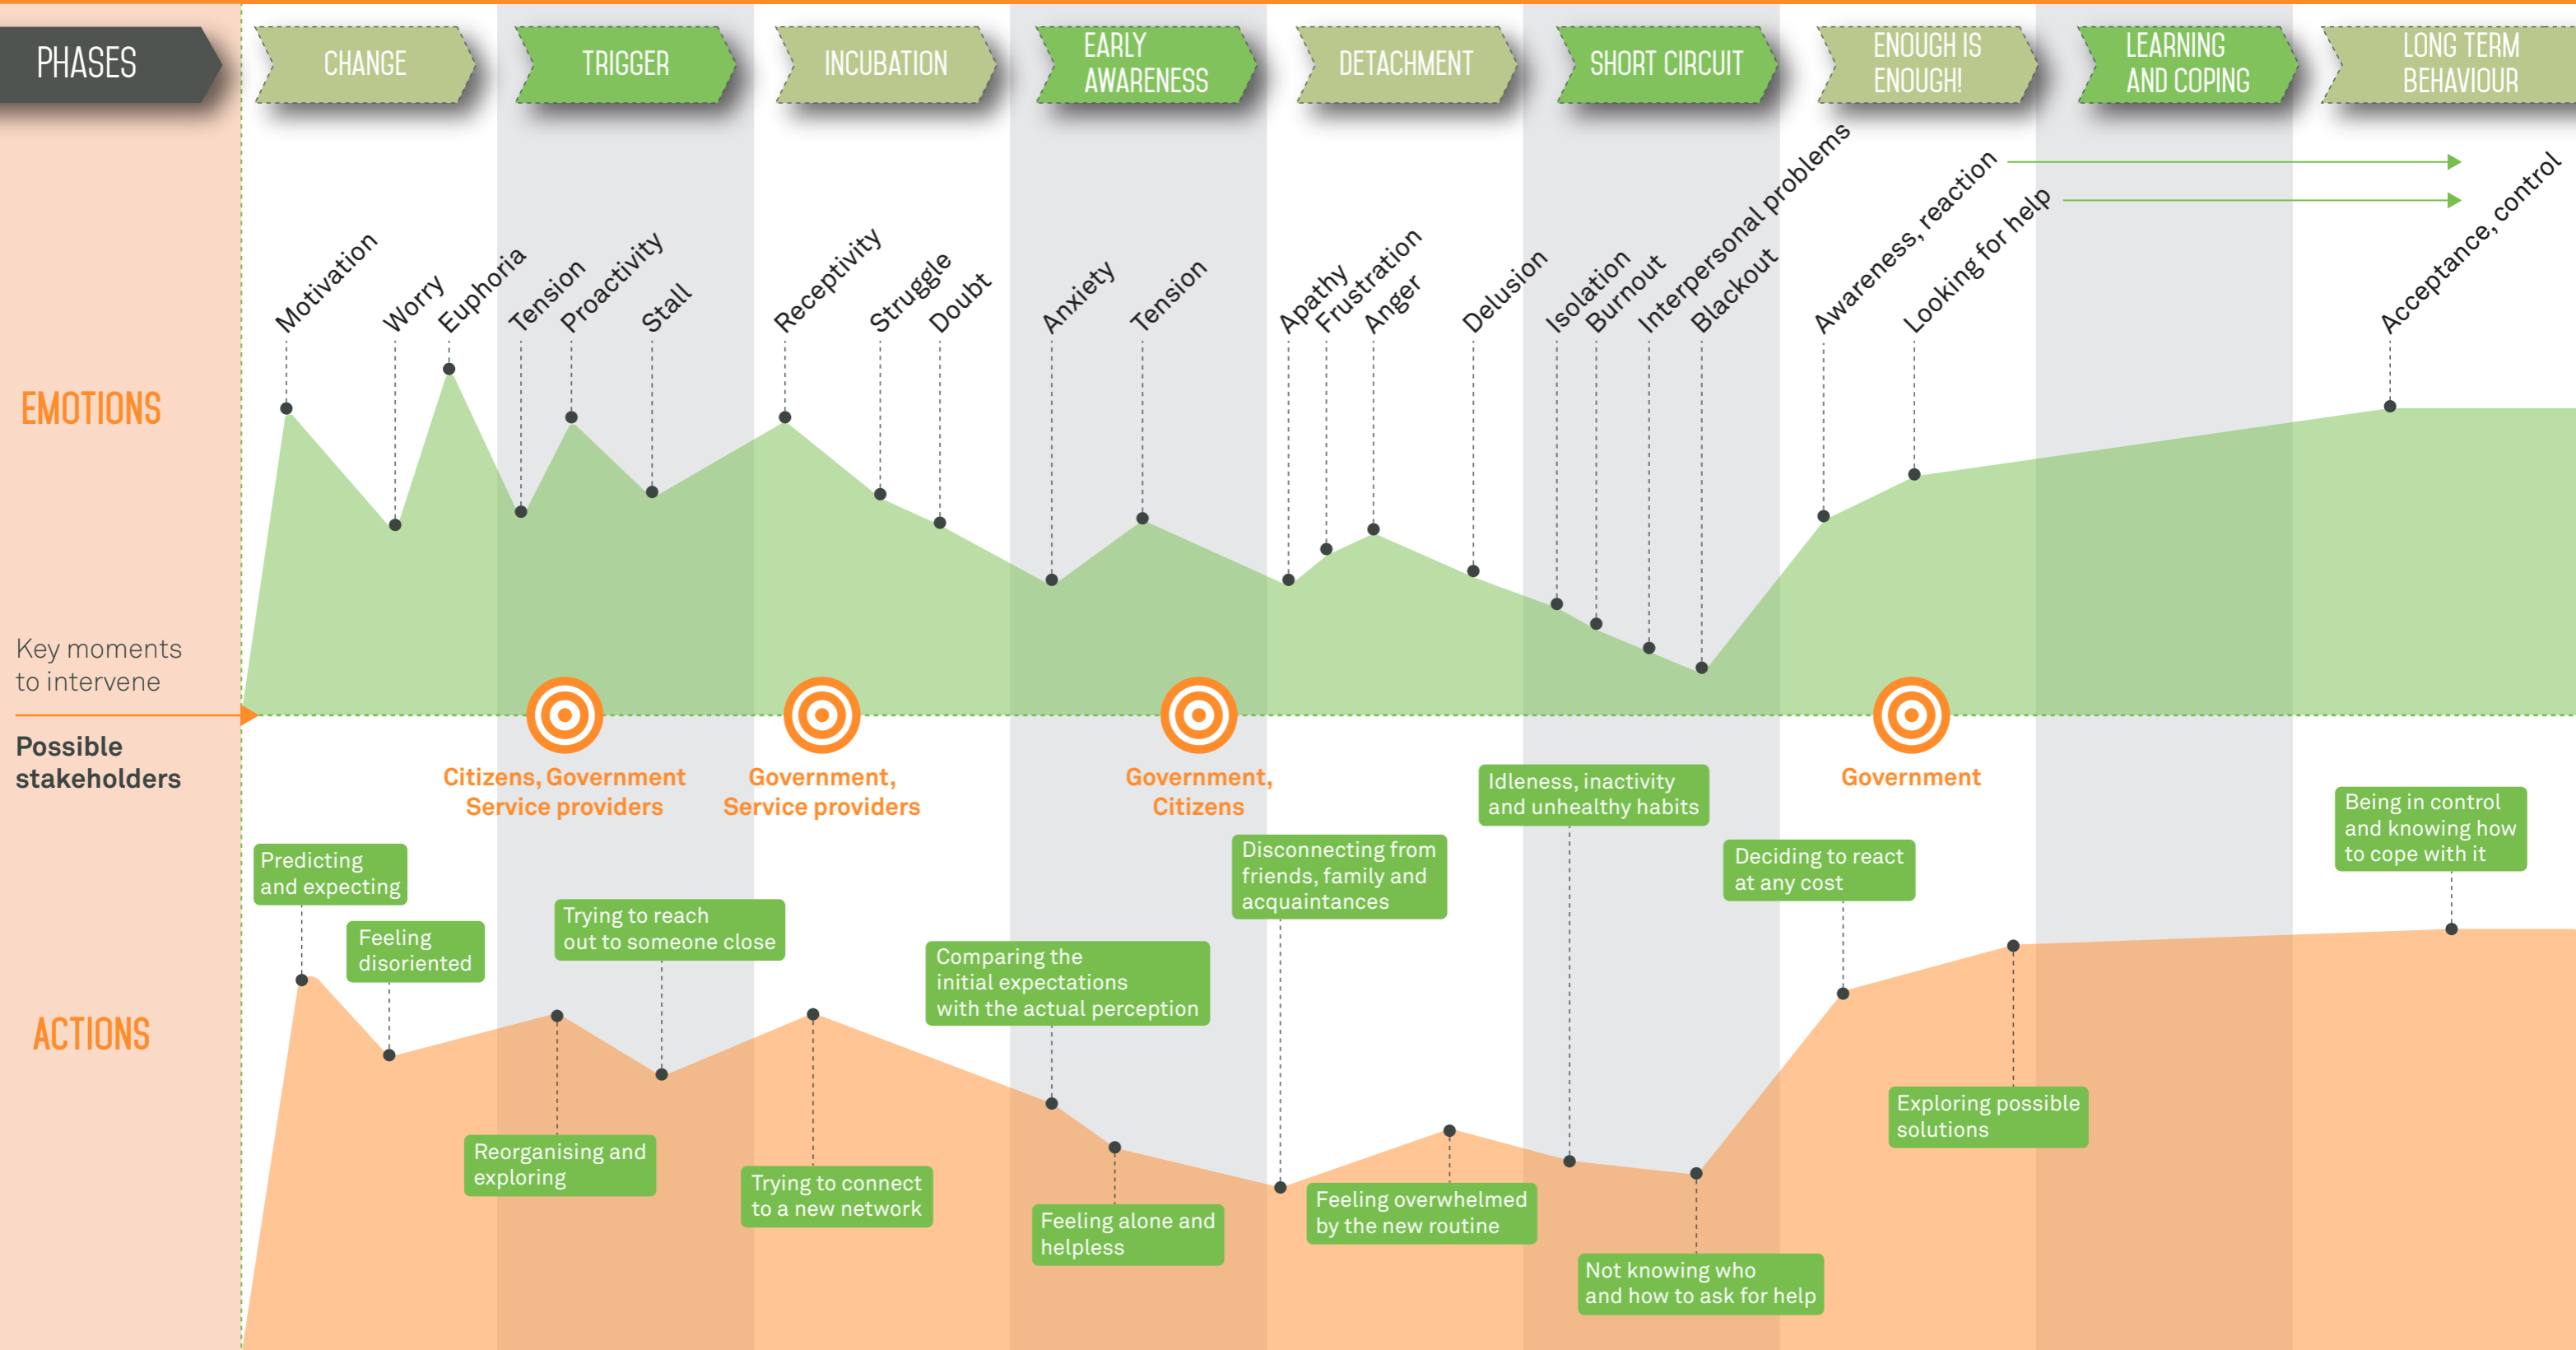 PHASES
CHANGE
TRIGGER
INCUBATION
EARLY
AWARENESS
DETACHMENT
SHORT CIRCUIT
ENOUGH IS
ENOUGH!
LEARNING
AND COPING
LONG TERM
BEHAVIOUR
EMOTIONS
Motivation
Worry
Euphoria
Tension
Proactivity
Stall
Receptivity
Struggle
Doubt
Anxiety
Tension
Apathy
Frustration
Anger
Delusion
Isolation
Burnout
Interpersonal problems
Blackout
Awareness, reaction
Looking for help
Acceptance, control
Key moments
to intervene
Possible
stakeholders
Citizens, Government
Service providers
Government,
Service providers
Government,
Citizens
Government
ACTIONS
Predicting
and expecting
Feeling
disoriented
Reorganising and
exploring
Trying to reach
out to someone close
Trying to connect
to a new network
Comparing the
initial expectations
with the actual perception
Feeling alone and
helpless
Disconnecting from
friends, family and
acquaintances
Feeling overwhelmed
by the new routine
Idleness, inactivity
and unhealthy habits
Not knowing who
and how to ask for help
Deciding to react
at any cost
Exploring possible
solutions
Being in control
and knowing how
to cope with it